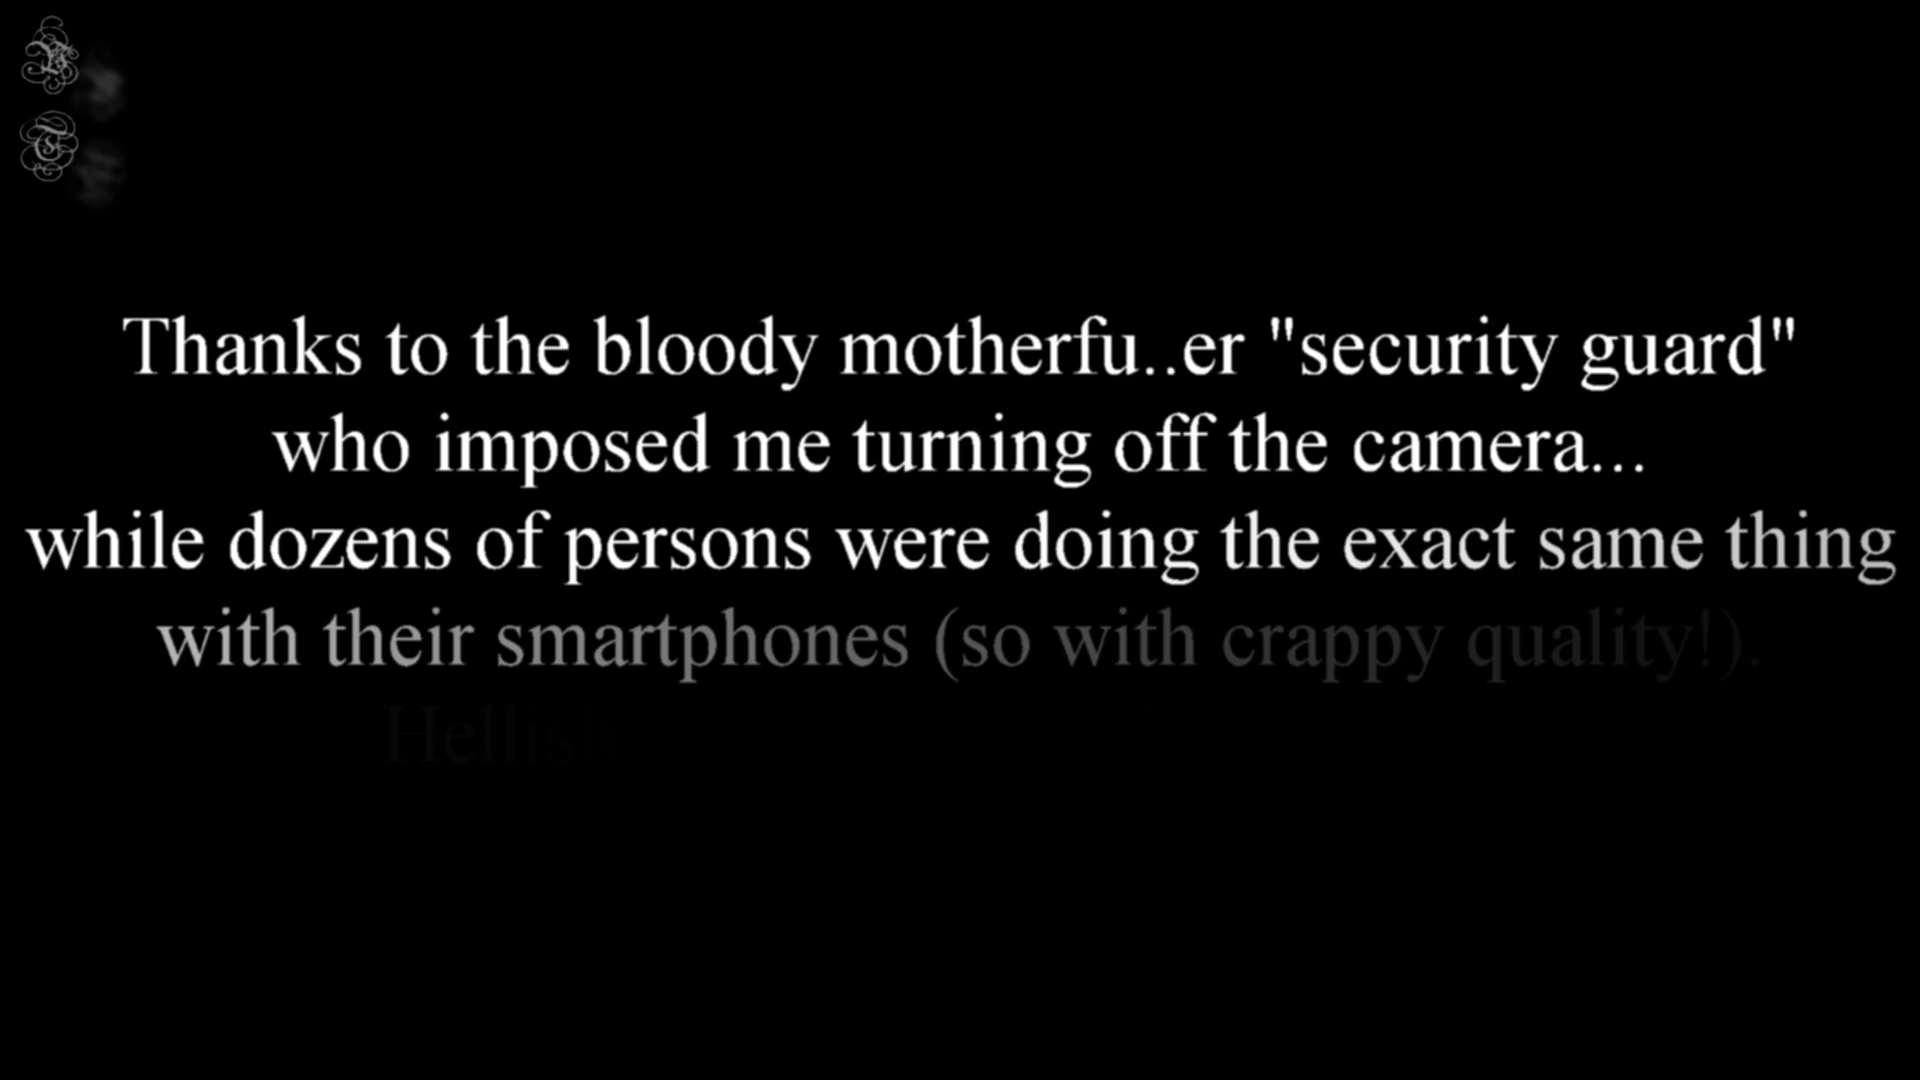 Thanks to the bloody motherfu..er "security guard"
who imposed me turning off the camera...
while dozens of persons were doing the exact same thing
with their smartphones (so with crappy quality!).
Hellish